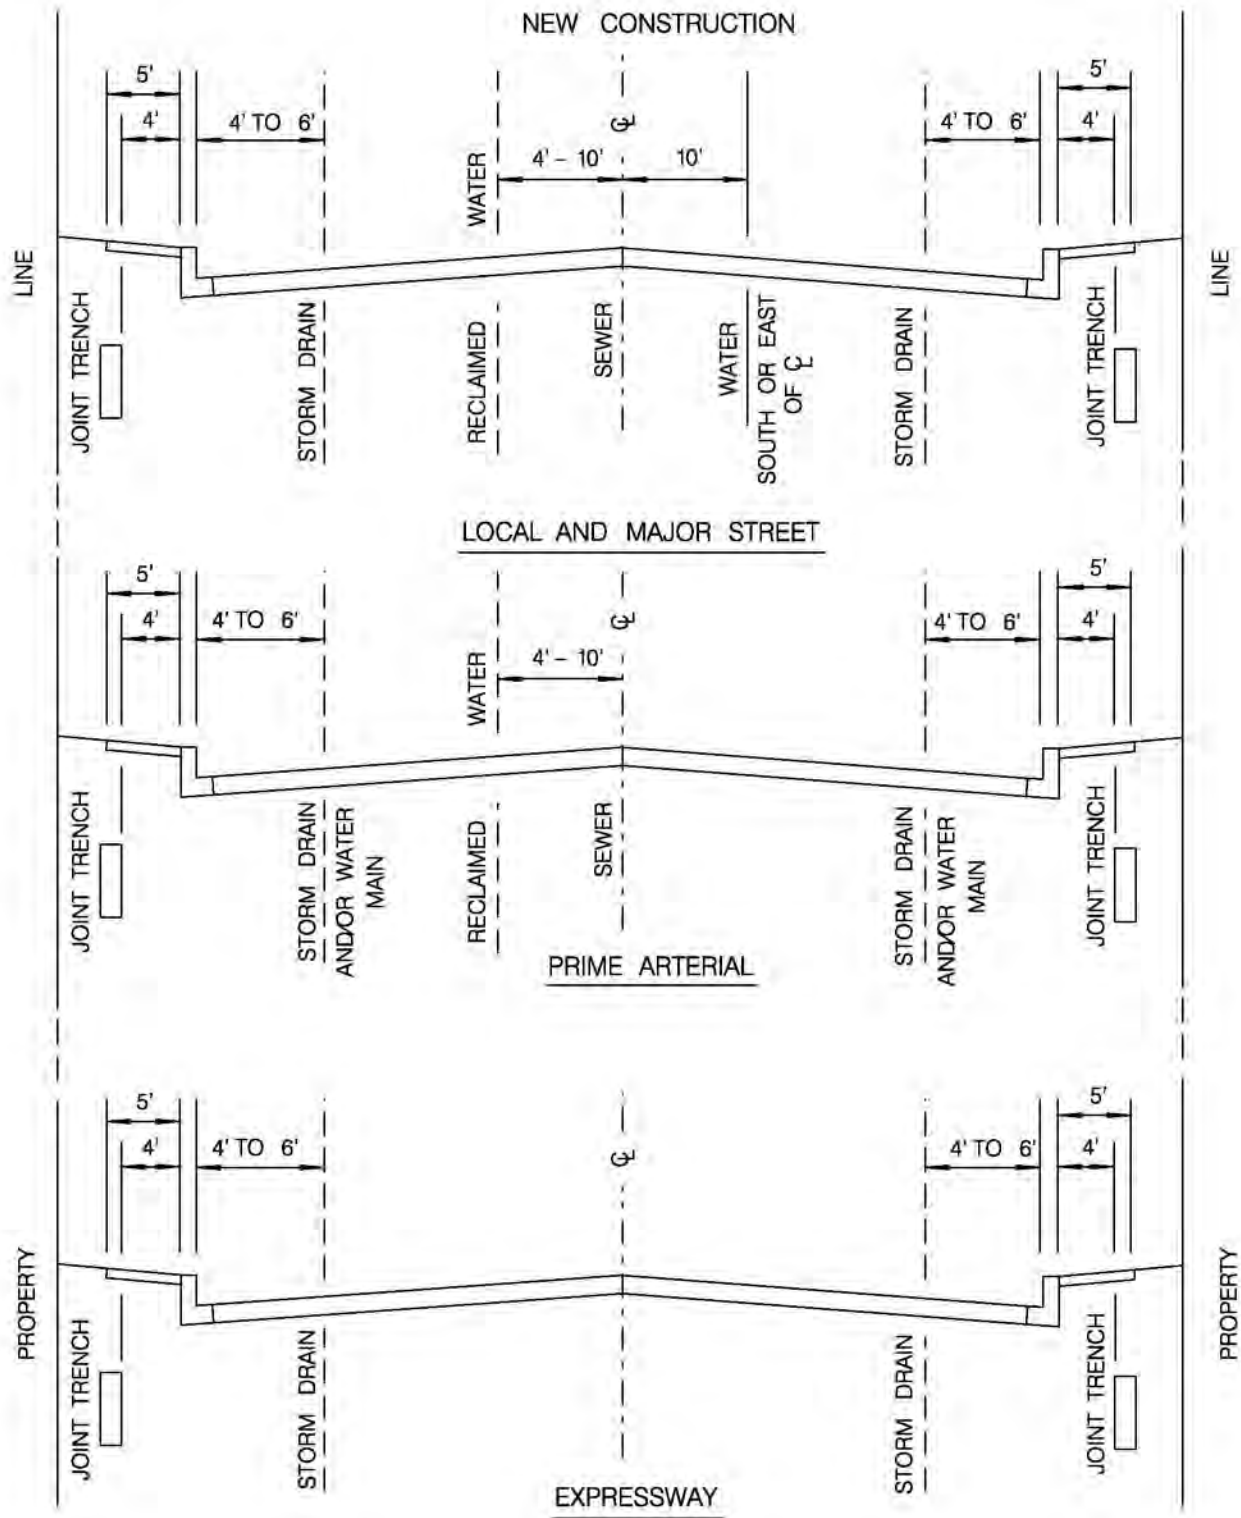 NEW CONSTRUCTION
5'
4'
4' TO 6'
WATER
4' - 10'
℄
10'
4' TO 6'
5'
4'
LINE
LINE
JOINT TRENCH
STORM DRAIN
RECLAIMED
SEWER
WATER
SOUTH OR EAST
OF ℄
STORM DRAIN
JOINT TRENCH
LOCAL AND MAJOR STREET
5'
4'
4' TO 6'
WATER
4' - 10'
℄
4' TO 6'
5'
4'
JOINT TRENCH
STORM DRAIN
AND/OR WATER
MAIN
RECLAIMED
SEWER
STORM DRAIN
AND/OR WATER
MAIN
JOINT TRENCH
PRIME ARTERIAL
5'
4'
4' TO 6'
℄
4' TO 6'
5'
4'
PROPERTY
PROPERTY
JOINT TRENCH
STORM DRAIN
STORM DRAIN
JOINT TRENCH
EXPRESSWAY